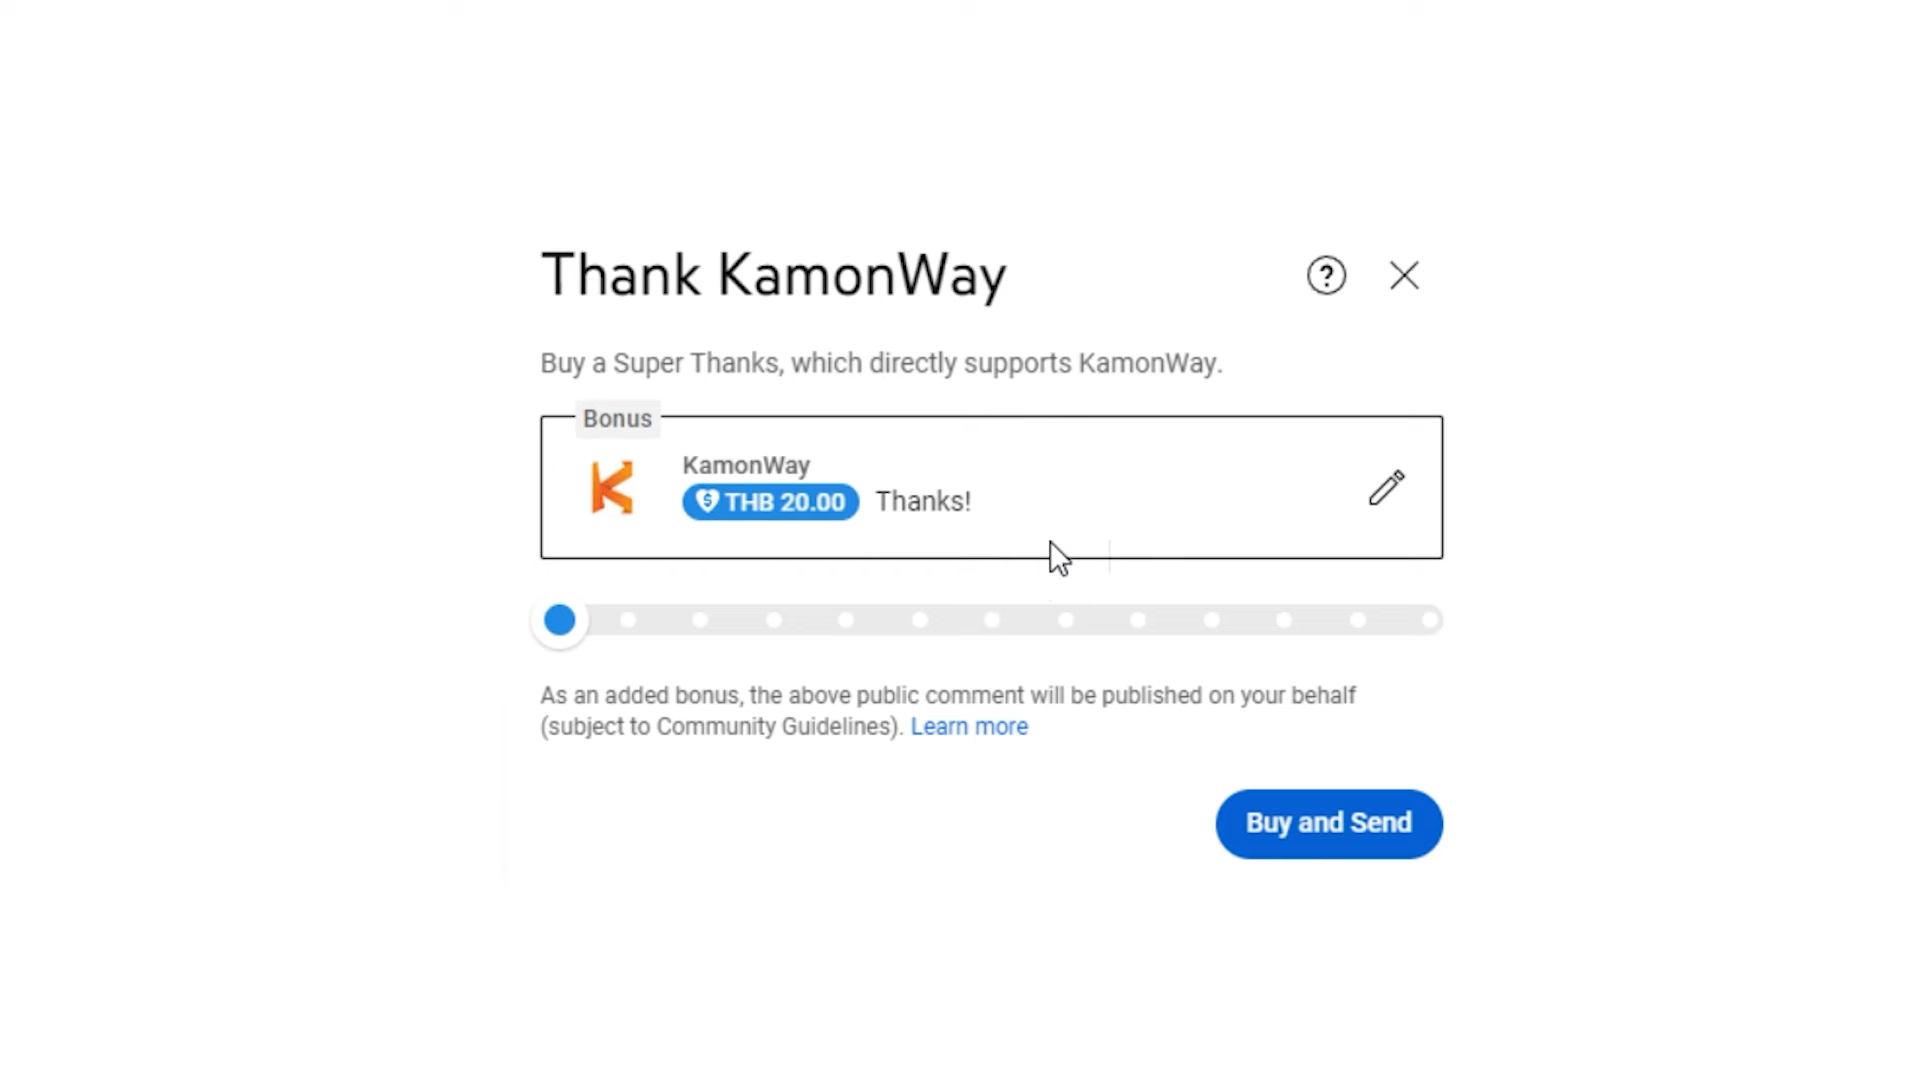 Thank KamonWay
?
Buy a Super Thanks, which directly supports KamonWay.
Bonus
KamonWay
THB 20.00 Thanks!
As an added bonus, the above public comment will be published on your behalf
(subject to Community Guidelines). Learn more
Buy and Send